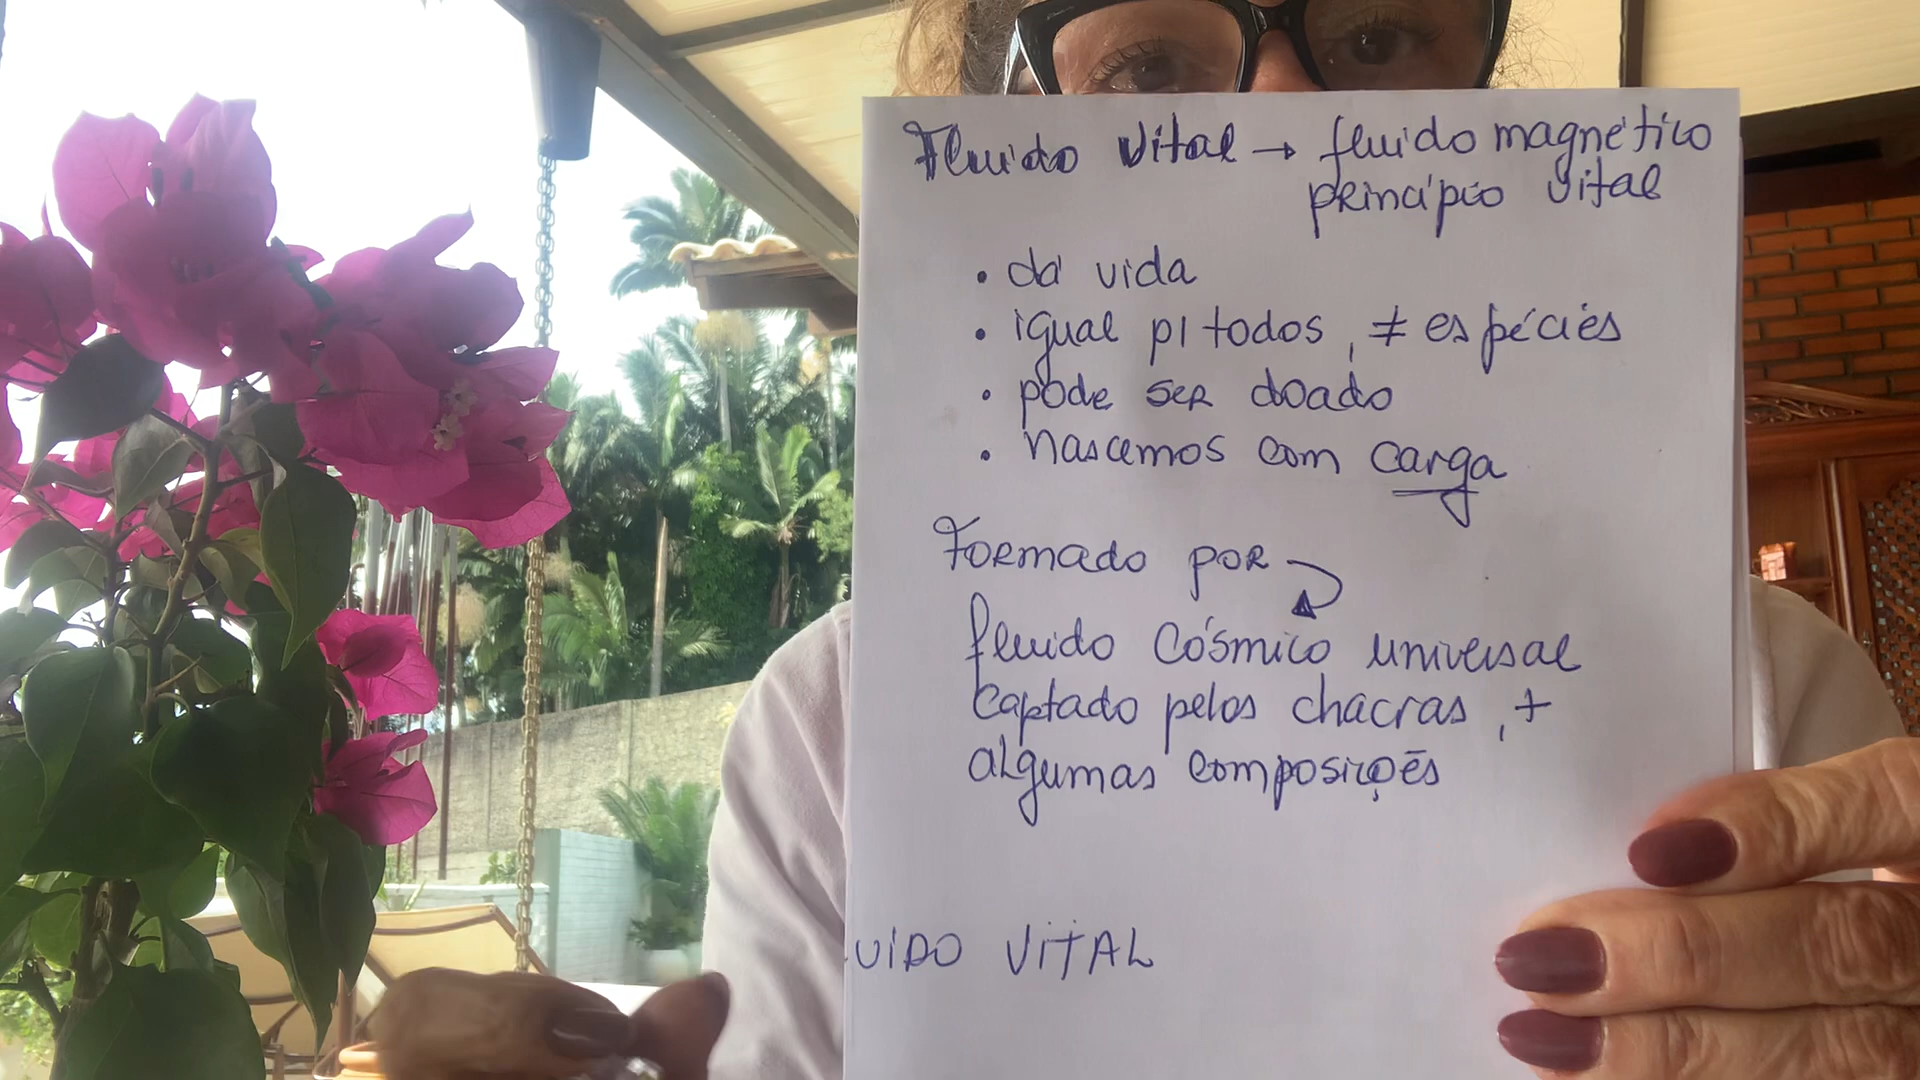 Fluido Vital → fluido magnético
princípio vital
• dá vida
• igual p/ todos, ≠ espécies
• pode ser doado
• nascemos com carga
Formado por
fluido cósmico universal
captado pelos chacras, +
algumas composições
UIDO VITAL